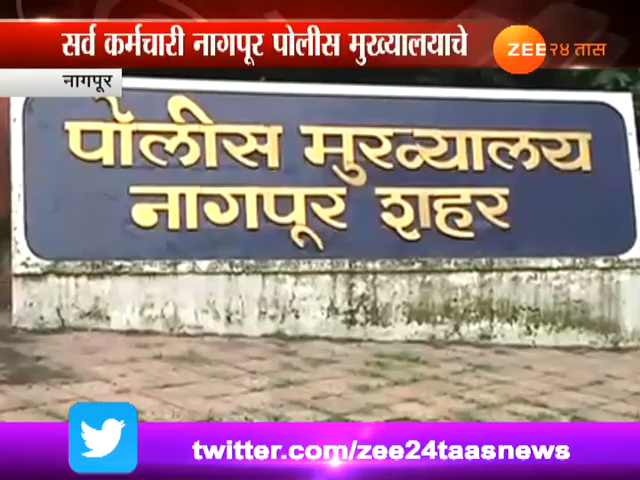 सर्व कर्मचारी नागपूर पोलीस मुख्यालयाचे
ZEE २४ तास
नागपूर
पोलीस मुख्यालय
नागपूर शहर
twitter.com/zee24taasnews